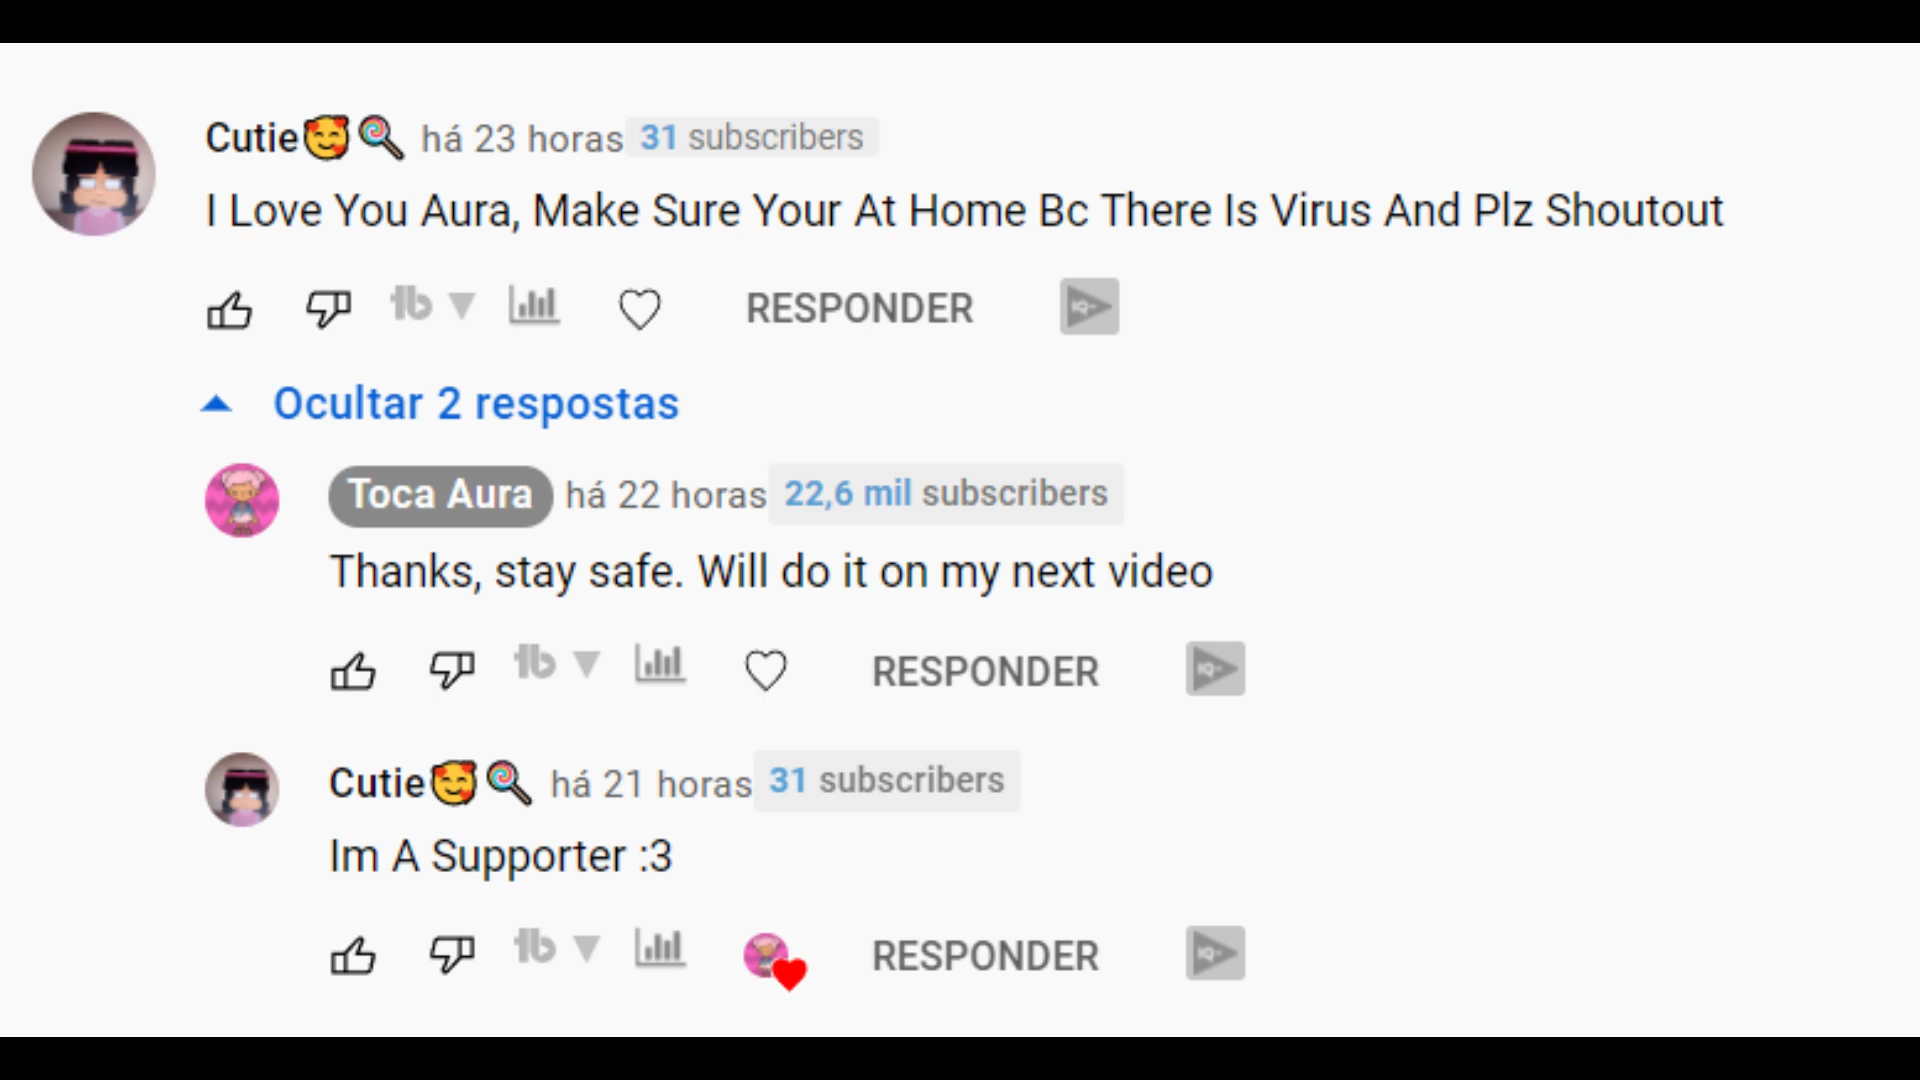 Cutie🥰🍭 há 23 horas 31 subscribers
I Love You Aura, Make Sure Your At Home Bc There Is Virus And Plz Shoutout
RESPONDER
Ocultar 2 respostas
Toca Aura há 22 horas 22,6 mil subscribers
Thanks, stay safe. Will do it on my next video
RESPONDER
Cutie🥰🍭 há 21 horas 31 subscribers
Im A Supporter :3
RESPONDER